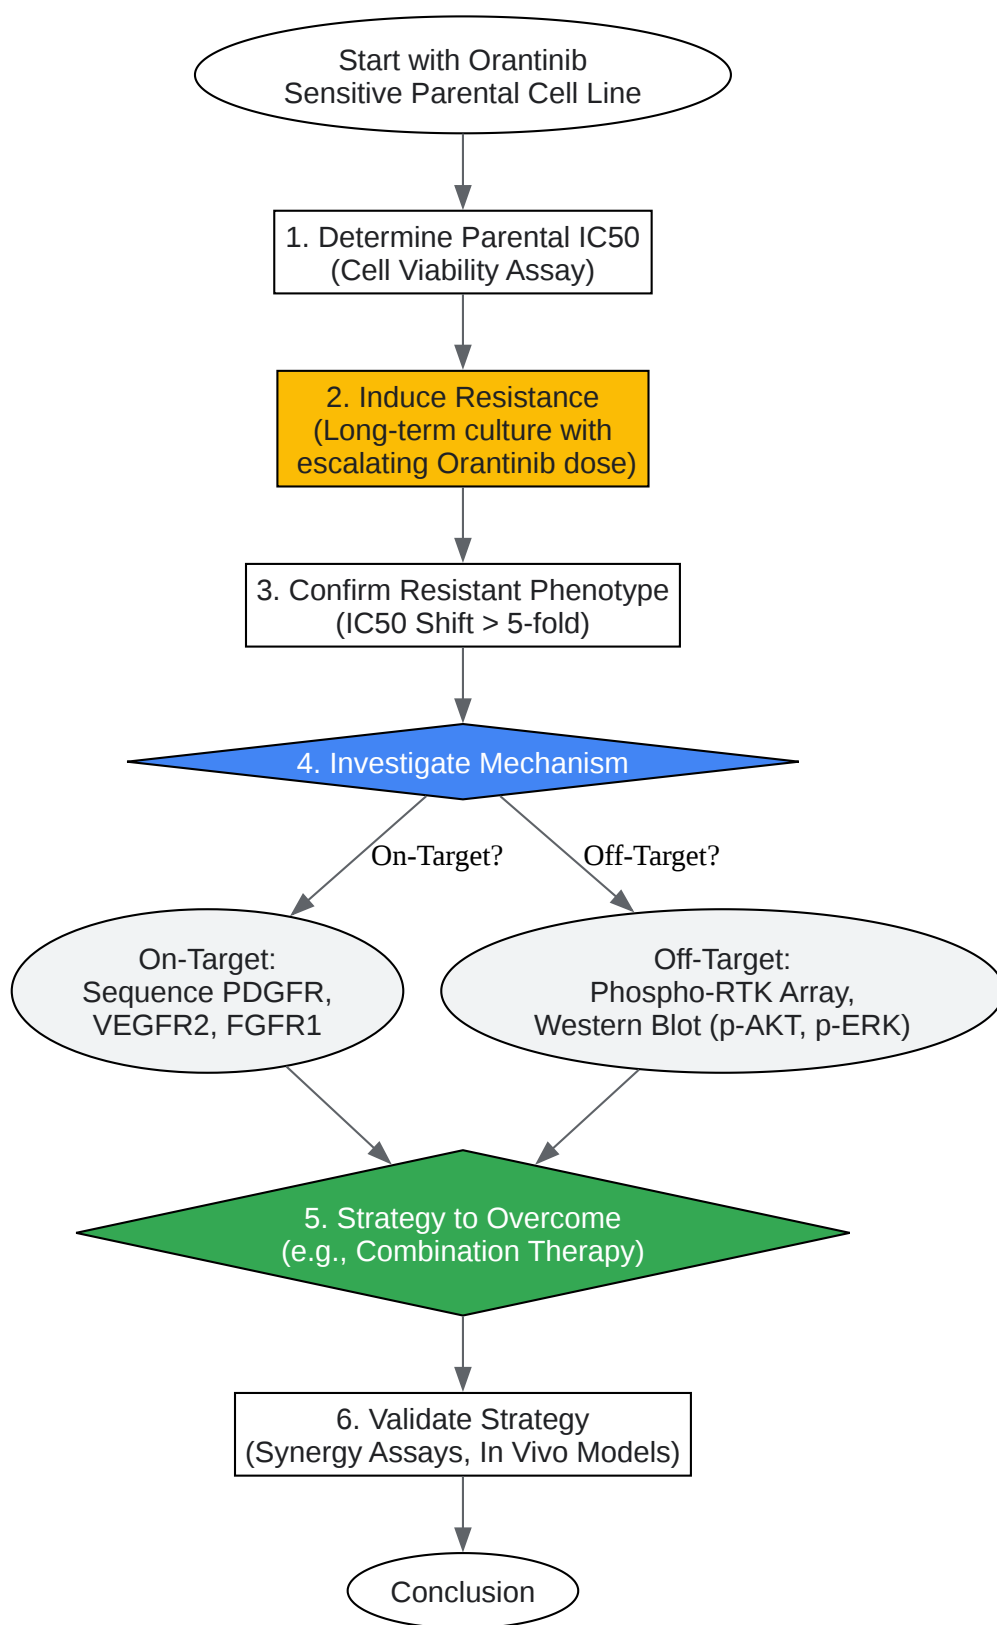 Start with Orantinib
Sensitive Parental Cell Line
1. Determine Parental IC50
(Cell Viability Assay)
2. Induce Resistance
(Long-term culture with
escalating Orantinib dose)
3. Confirm Resistant Phenotype
(IC50 Shift > 5-fold)
4. Investigate Mechanism
On-Target?
Off-Target?
On-Target:
Sequence PDGFR,
VEGFR2, FGFR1
Off-Target:
Phospho-RTK Array,
Western Blot (p-AKT, p-ERK)
5. Strategy to Overcome
(e.g., Combination Therapy)
6. Validate Strategy
(Synergy Assays, In Vivo Models)
Conclusion